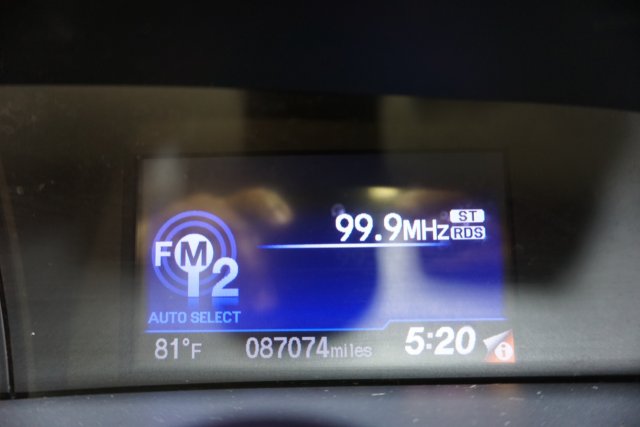 99.9MHz ST
RDS
FM2
AUTO SELECT
81°F 087074miles 5:20 i